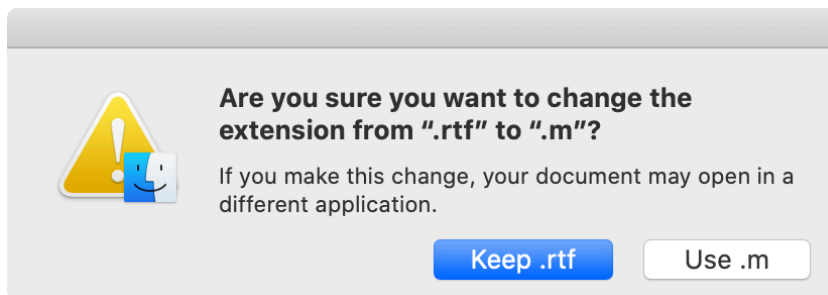 Are you sure you want to change the
extension from “.rtf” to “.m”?
If you make this change, your document may open in a
different application.
Keep .rtf
Use .m